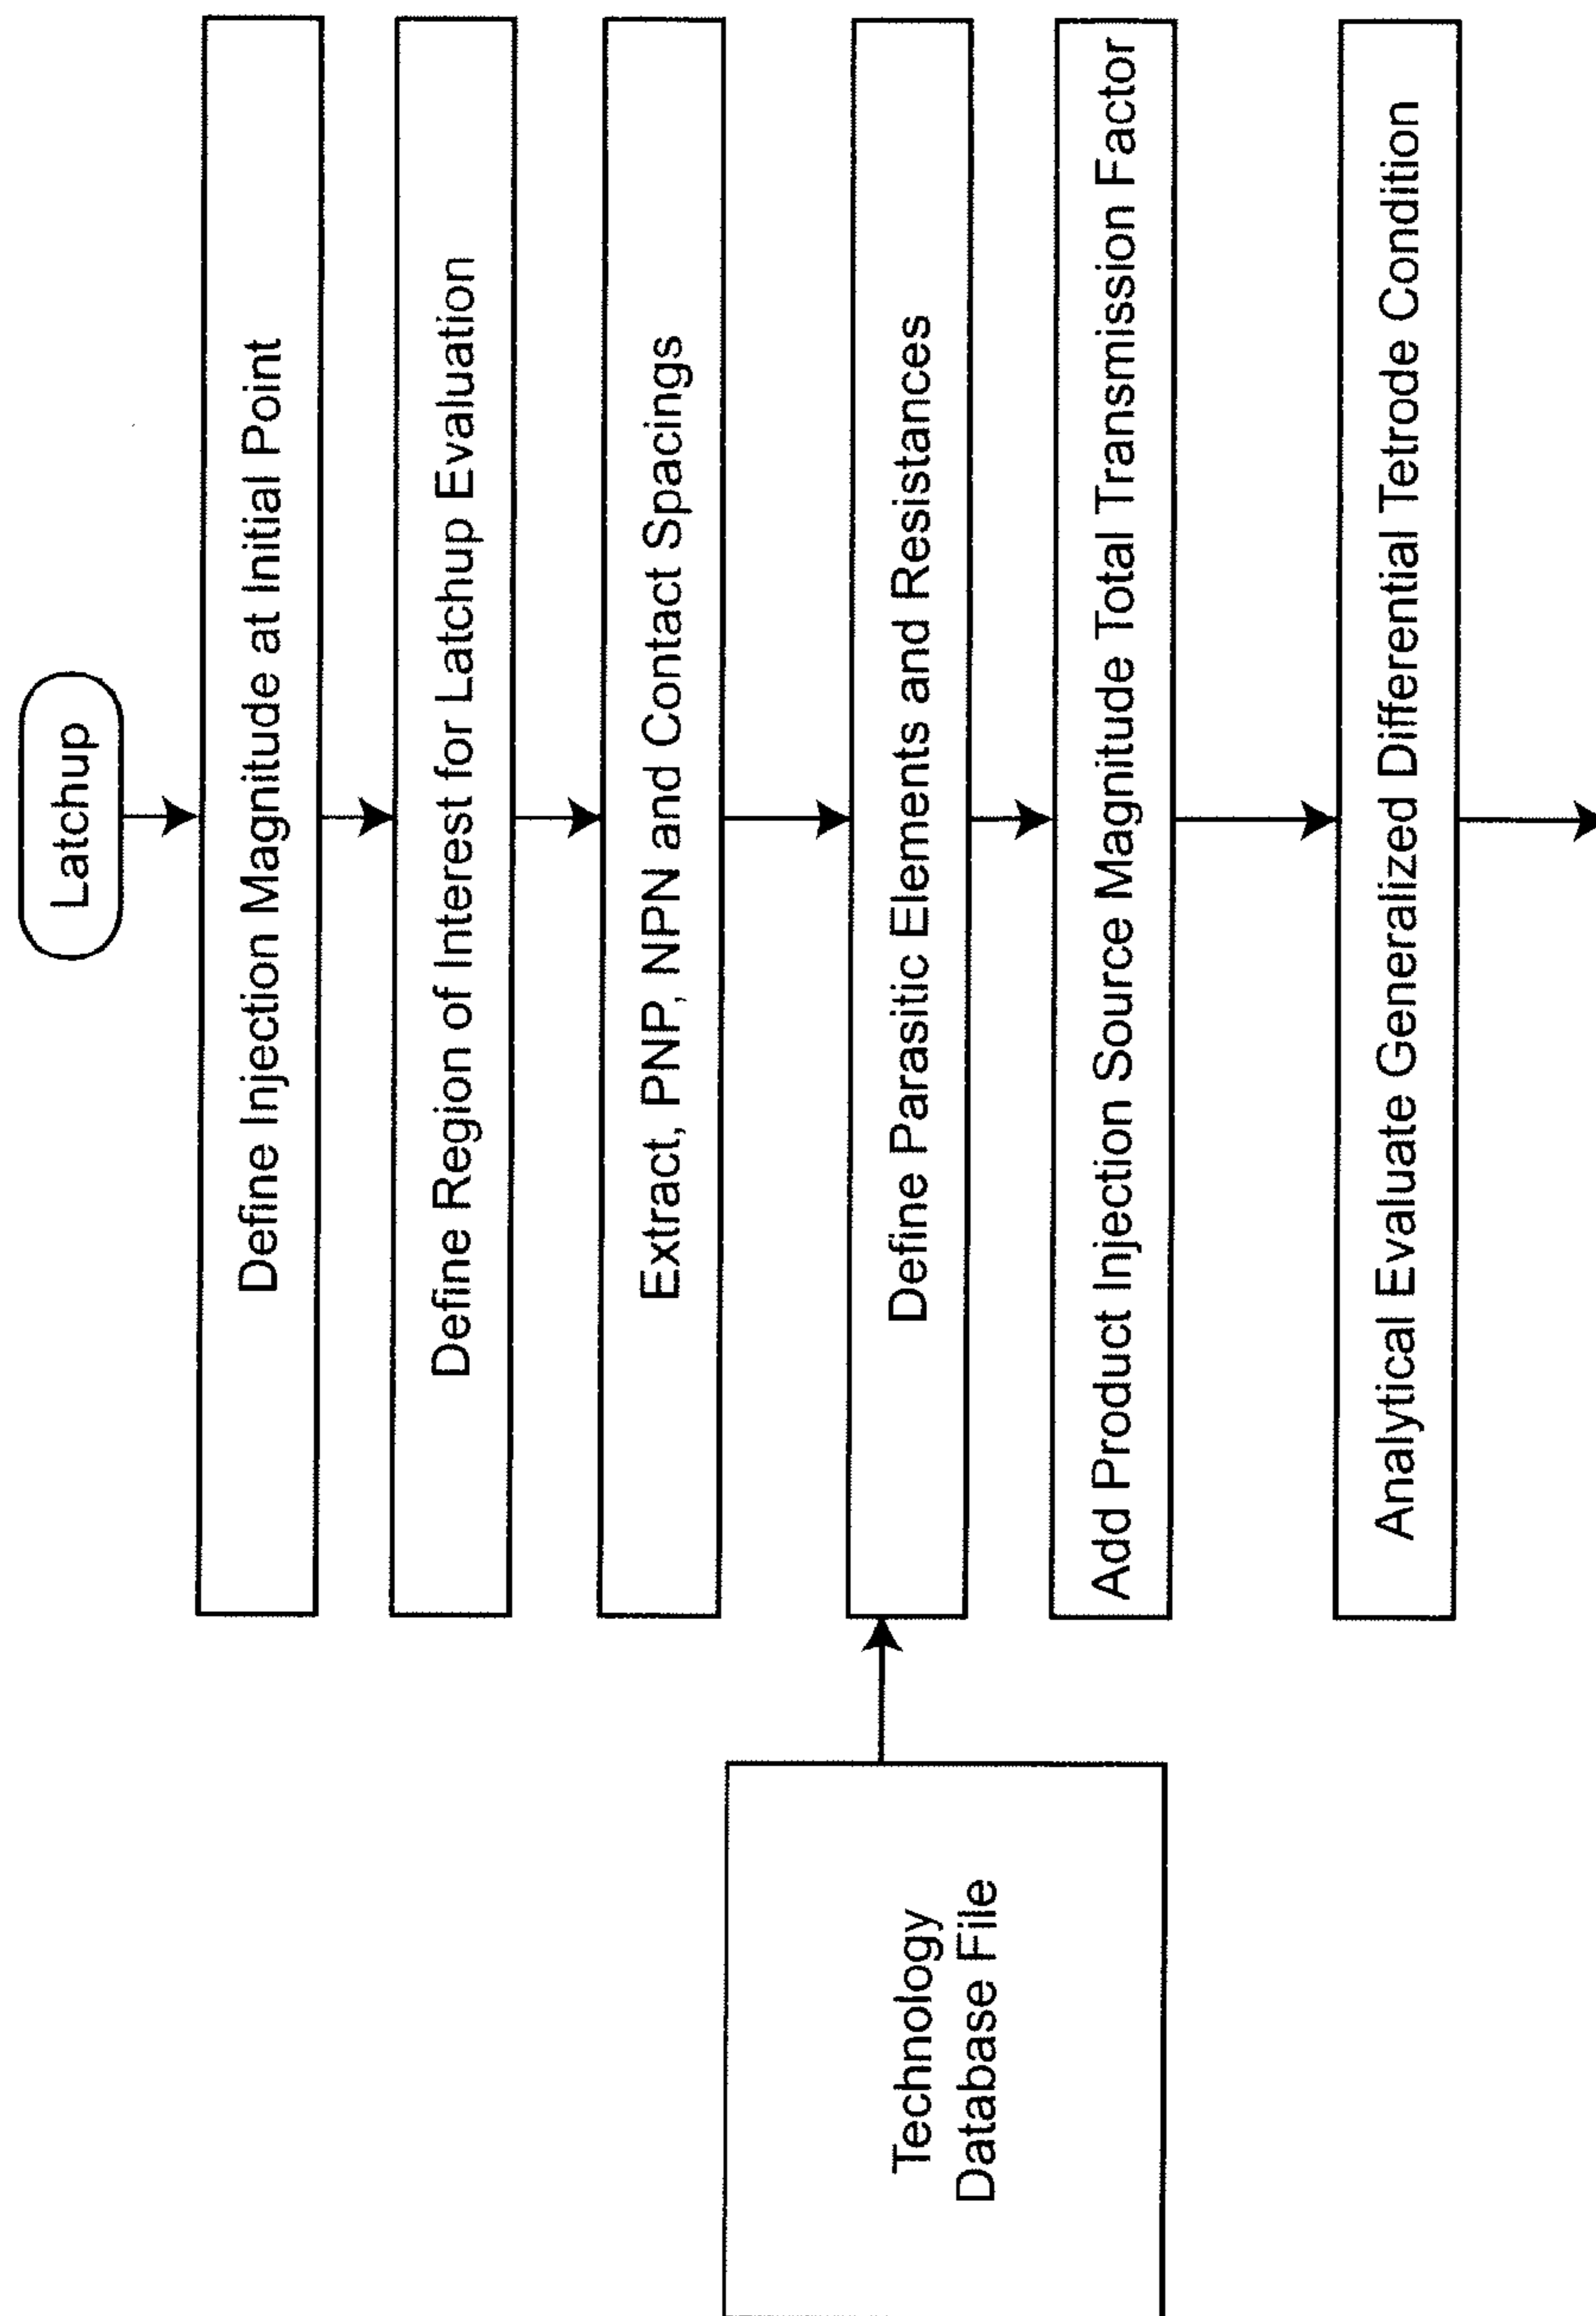 Latchup
Define Injection Magnitude at Initial Point
Define Region of Interest for Latchup Evaluation
Extract, PNP, NPN and Contact Spacings
Technology
Database File
Define Parasitic Elements and Resistances
Add Product Injection Source Magnitude Total Transmission Factor
Analytical Evaluate Generalized Differential Tetrode Condition